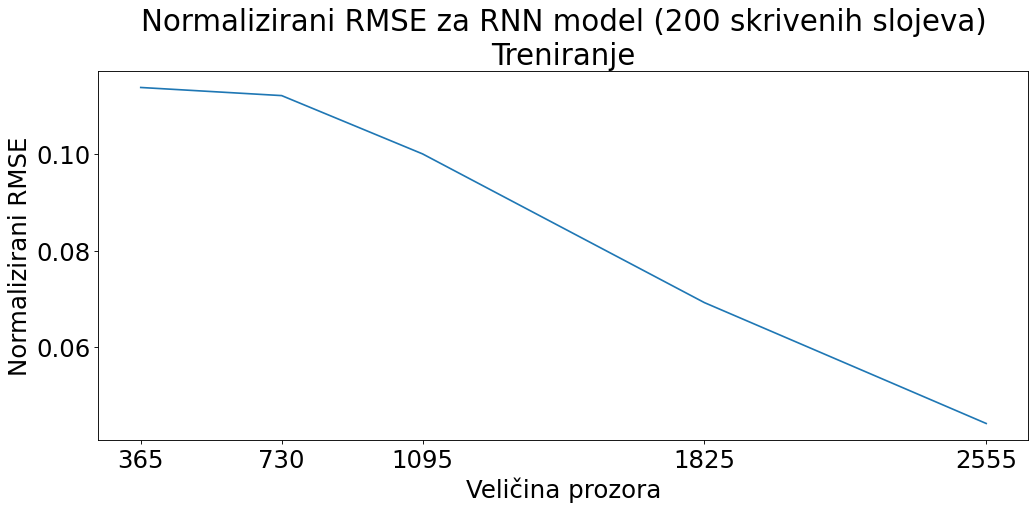 Normalizirani RMSE za RNN model (200 skrivenih slojeva)
Treniranje
Normalizirani RMSE
0.10
0.08
0.06
365 730 1095 1825 2555
Veličina prozora